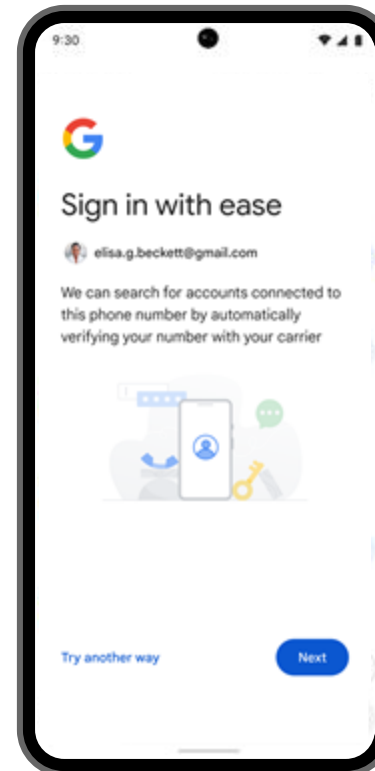 9:30
Sign in with ease
elisa.g.beckett@gmail.com
We can search for accounts connected to
this phone number by automatically
verifying your number with your carrier
Try another way
Next